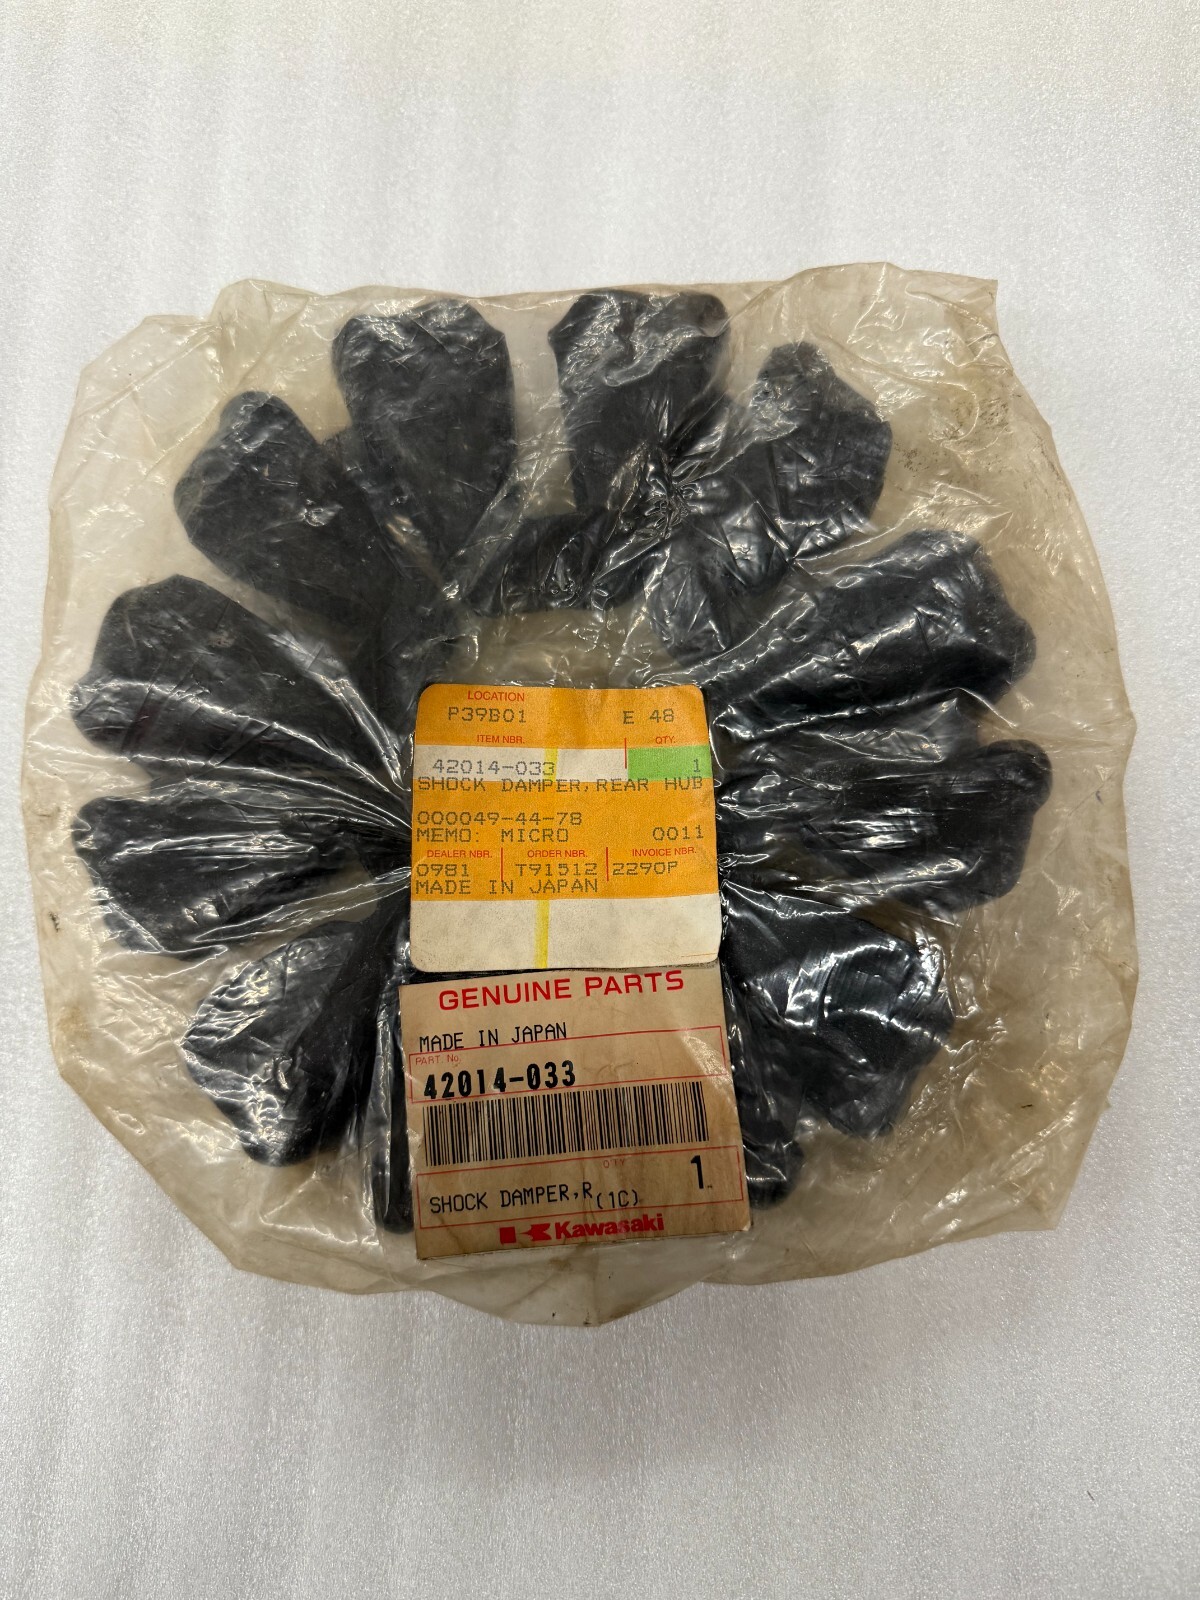 LOCATION
P39B01 E 48
ITEM NBR. QTY.
42014-033 1
SHOCK DAMPER,REAR HUB
000049-44-78
MEMO: MICRO 0011
DEALER NBR. ORDER NBR. INVOICE NBR.
0981 T91512 2290P
MADE IN JAPAN
GENUINE PARTS
MADE IN JAPAN
PART. No.
42014-033
QTY
SHOCK DAMPER,R(1C) 1
Kawasaki